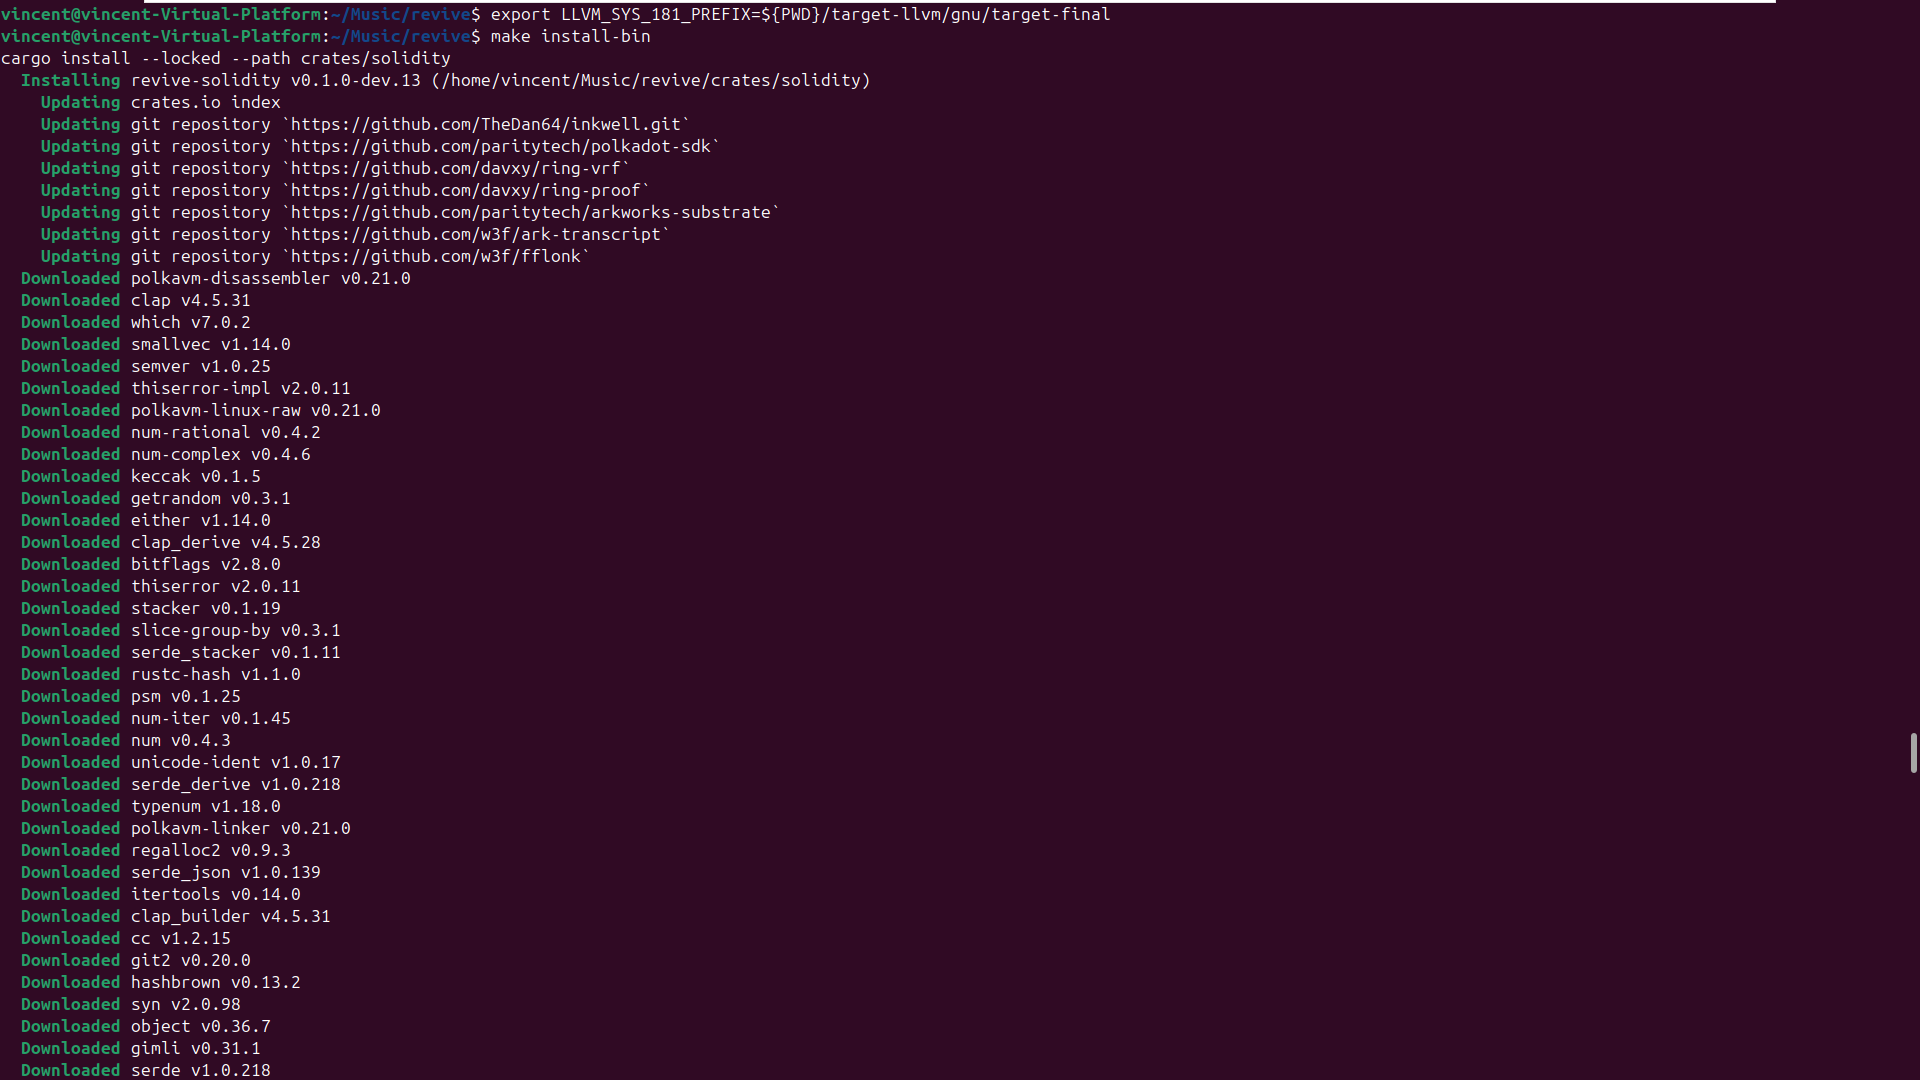 vincent@vincent-Virtual-Platform:~/Music/revive$ export LLVM_SYS_181_PREFIX=${PWD}/target-llvm/gnu/target-final
vincent@vincent-Virtual-Platform:~/Music/revive$ make install-bin
cargo install --locked --path crates/solidity
  Installing revive-solidity v0.1.0-dev.13 (/home/vincent/Music/revive/crates/solidity)
    Updating crates.io index
    Updating git repository `https://github.com/TheDan64/inkwell.git`
    Updating git repository `https://github.com/paritytech/polkadot-sdk`
    Updating git repository `https://github.com/davxy/ring-vrf`
    Updating git repository `https://github.com/davxy/ring-proof`
    Updating git repository `https://github.com/paritytech/arkworks-substrate`
    Updating git repository `https://github.com/w3f/ark-transcript`
    Updating git repository `https://github.com/w3f/fflonk`
  Downloaded polkavm-disassembler v0.21.0
  Downloaded clap v4.5.31
  Downloaded which v7.0.2
  Downloaded smallvec v1.14.0
  Downloaded semver v1.0.25
  Downloaded thiserror-impl v2.0.11
  Downloaded polkavm-linux-raw v0.21.0
  Downloaded num-rational v0.4.2
  Downloaded num-complex v0.4.6
  Downloaded keccak v0.1.5
  Downloaded getrandom v0.3.1
  Downloaded either v1.14.0
  Downloaded clap_derive v4.5.28
  Downloaded bitflags v2.8.0
  Downloaded thiserror v2.0.11
  Downloaded stacker v0.1.19
  Downloaded slice-group-by v0.3.1
  Downloaded serde_stacker v0.1.11
  Downloaded rustc-hash v1.1.0
  Downloaded psm v0.1.25
  Downloaded num-iter v0.1.45
  Downloaded num v0.4.3
  Downloaded unicode-ident v1.0.17
  Downloaded serde_derive v1.0.218
  Downloaded typenum v1.18.0
  Downloaded polkavm-linker v0.21.0
  Downloaded regalloc2 v0.9.3
  Downloaded serde_json v1.0.139
  Downloaded itertools v0.14.0
  Downloaded clap_builder v4.5.31
  Downloaded cc v1.2.15
  Downloaded git2 v0.20.0
  Downloaded hashbrown v0.13.2
  Downloaded syn v2.0.98
  Downloaded object v0.36.7
  Downloaded gimli v0.31.1
  Downloaded serde v1.0.218